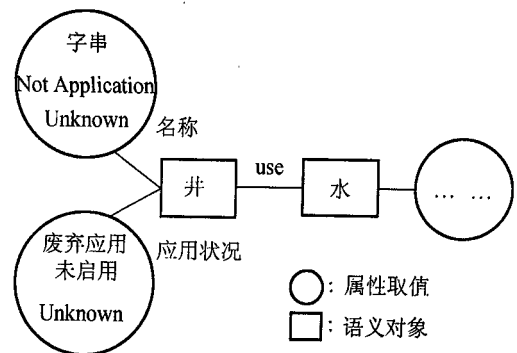 字串
Not Application
Unknown
名称
井
use
水
… …
废弃应用
未启用
Unknown
应用状况
○: 属性取值
□: 语义对象